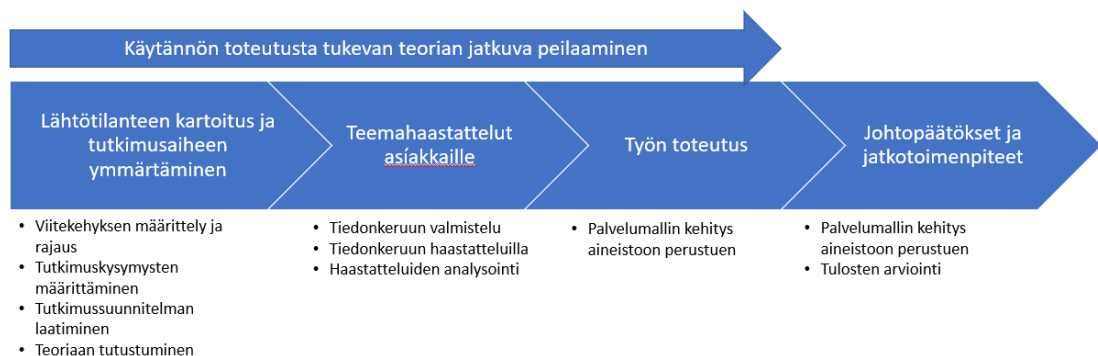 Käytännön toteutusta tukevan teorian jatkuva peilaaminen
Lähtötilanteen kartoitus ja
tutkimusaiheen
ymmärtäminen
Teemahaastattelut
asíakkaille
Työn toteutus
Johtopäätökset ja
jatkotoimenpiteet
• Viitekehyksen määrittely ja
rajaus
• Tutkimuskysymysten
määrittäminen
• Tutkimussuunnitelman
laatiminen
• Teoriaan tutustuminen
• Tiedonkeruun valmistelu
• Tiedonkeruun haastatteluilla
• Haastatteluiden analysointi
• Palvelumallin kehitys
aineistoon perustuen
• Palvelumallin kehitys
aineistoon perustuen
• Tulosten arviointi